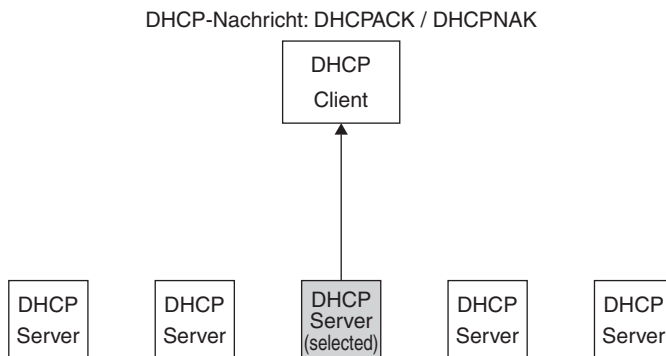 DHCP-Nachricht: DHCPACK / DHCPNAK
DHCP
Client
DHCP
Server
DHCP
Server
DHCP
Server
(selected)
DHCP
Server
DHCP
Server